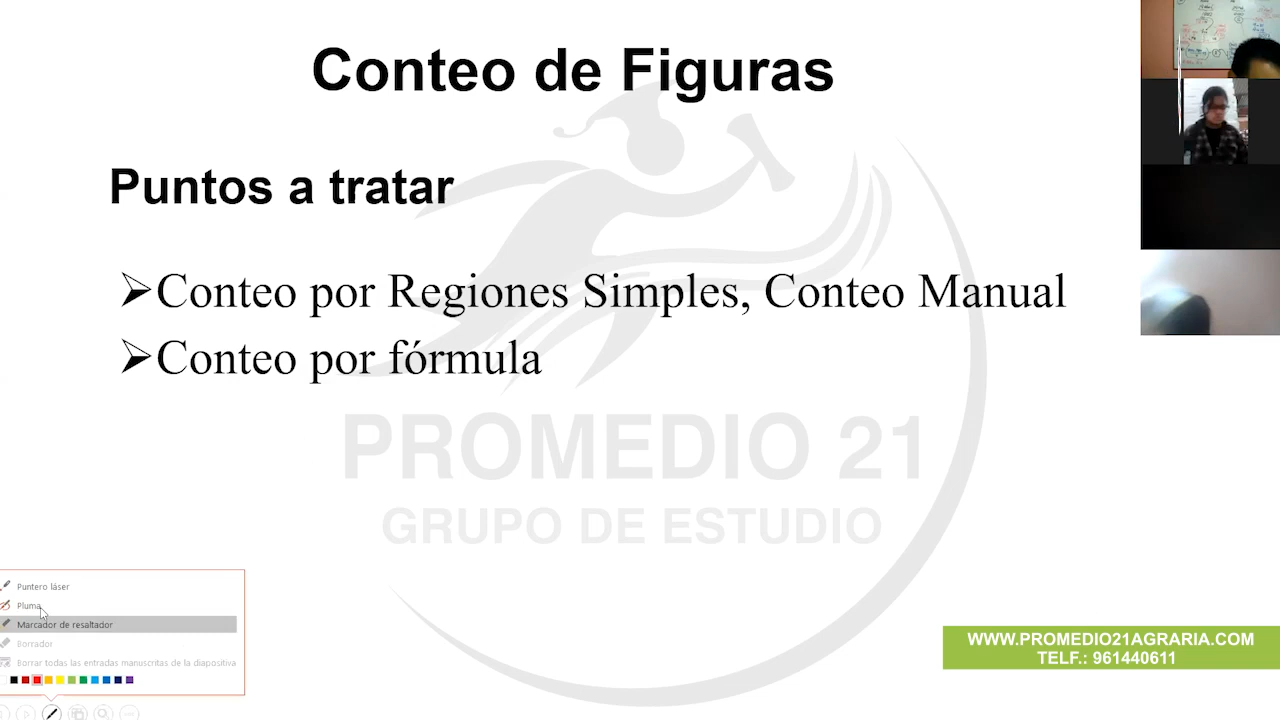 Conteo de Figuras
Puntos a tratar
➢Conteo por Regiones Simples, Conteo Manual
➢Conteo por fórmula
PROMEDIO 21
GRUPO DE ESTUDIO
Puntero láser
Pluma
Marcador de resaltador
Borrador
Borrar todas las entradas manuscritas de la diapositiva
WWW.PROMEDIO21AGRARIA.COM
TELF.: 961440611